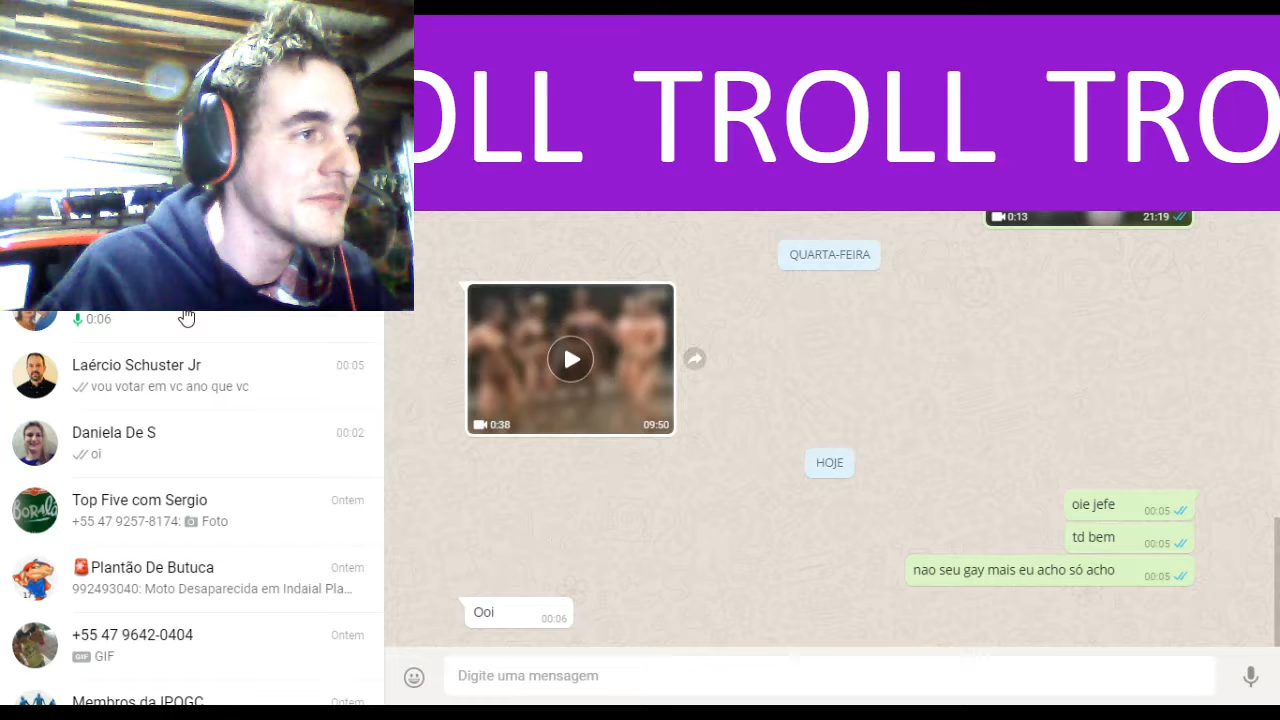 OLL TROLL TRO
0:13 21:19
QUARTA-FEIRA
0:38 09:50
HOJE
oie jefe 00:05
td bem 00:05
nao seu gay mais eu acho só acho 00:05
Ooi 00:06
Digite uma mensagem
0:06
Laércio Schuster Jr 00:05
vou votar em vc ano que vc
Daniela De S 00:02
oi
BORALÁ
Top Five com Sergio Ontem
+55 47 9257-8174: Foto
Plantão De Butuca Ontem
992493040: Moto Desaparecida em Indaial Pla...
+55 47 9642-0404 Ontem
GIF GIF
Membros da IPOGC Ontem